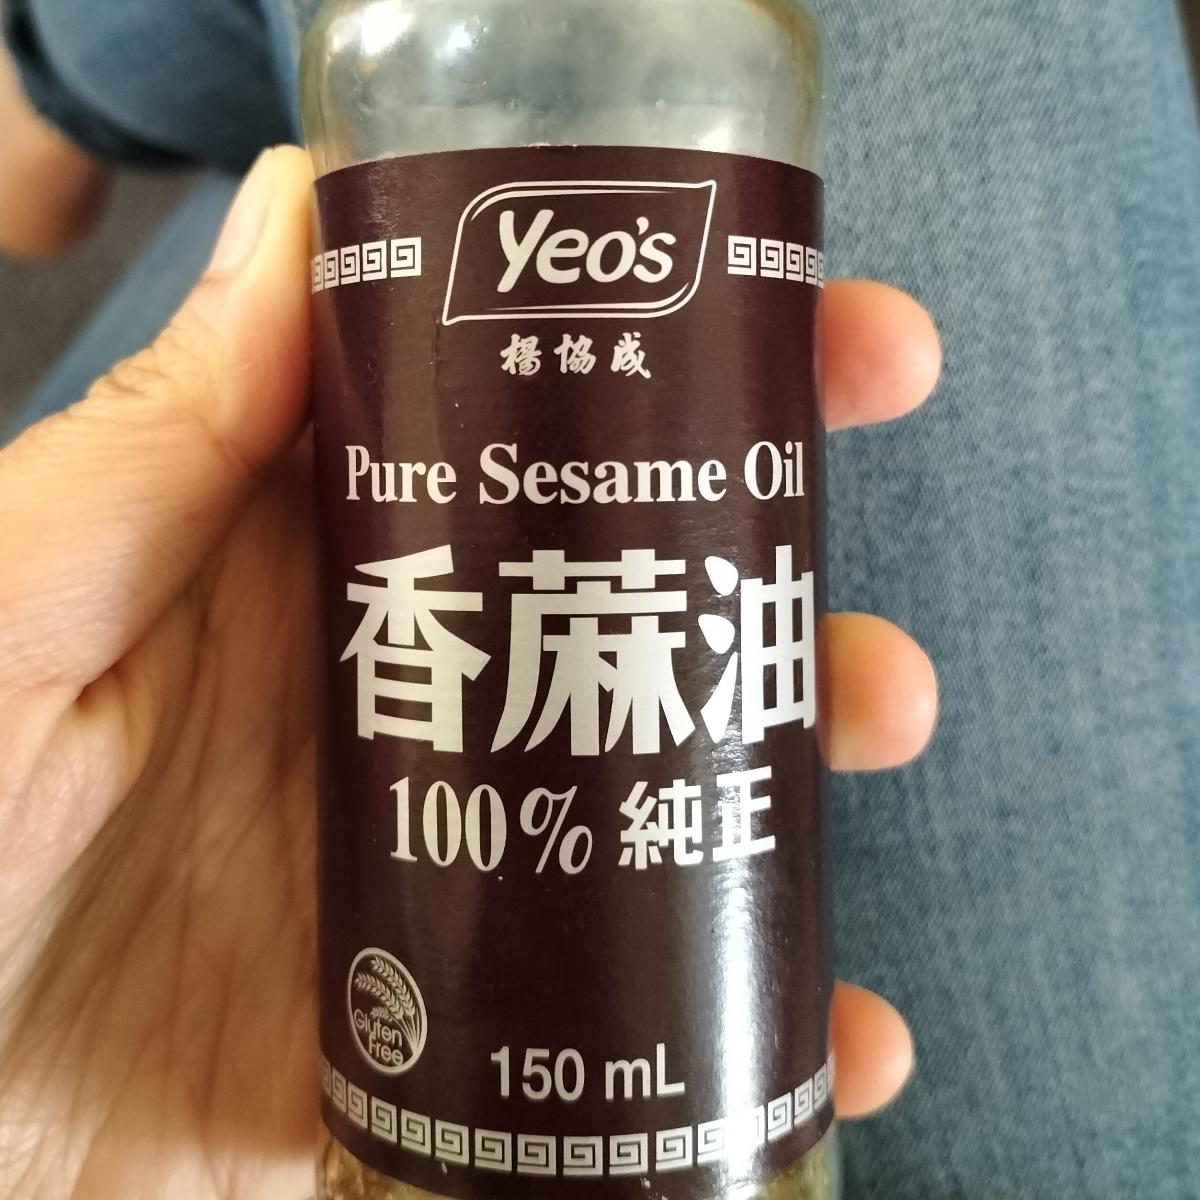 Yeo's
楊協成
Pure Sesame Oil
香蔴油
100% 純正
Gluten
Free
150 mL